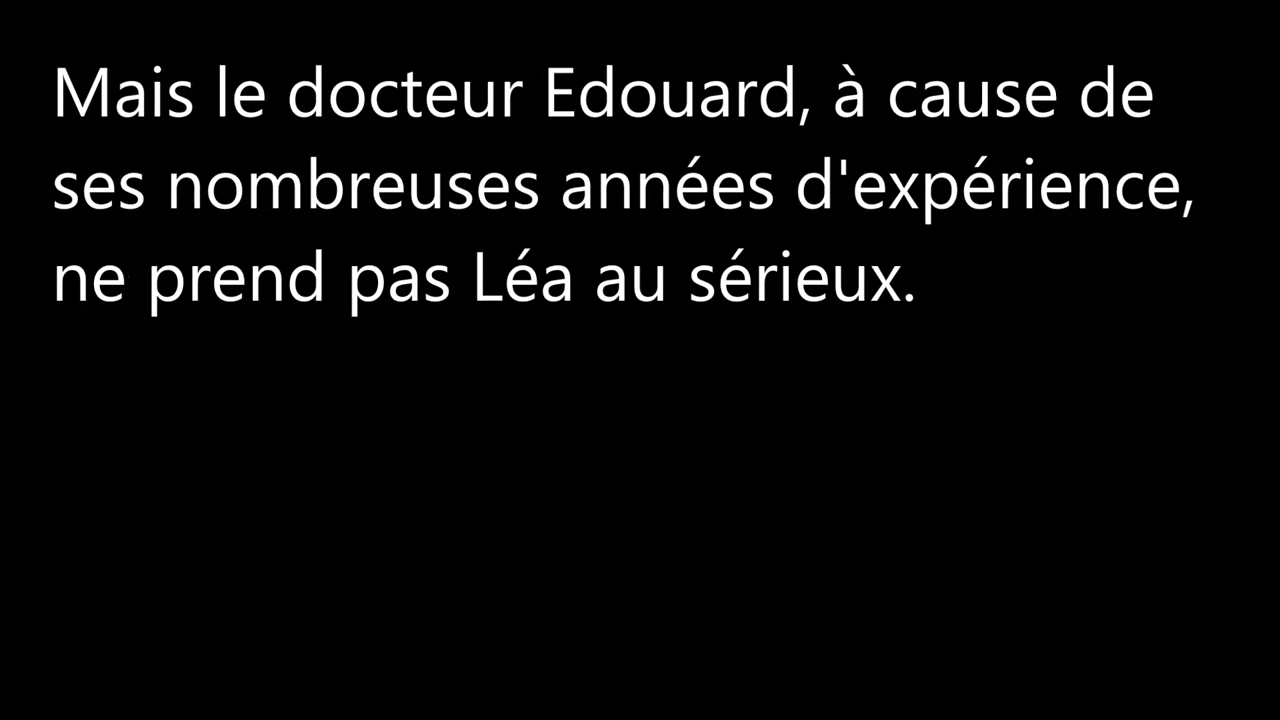 Mais le docteur Edouard, à cause de
ses nombreuses années d'expérience,
ne prend pas Léa au sérieux.